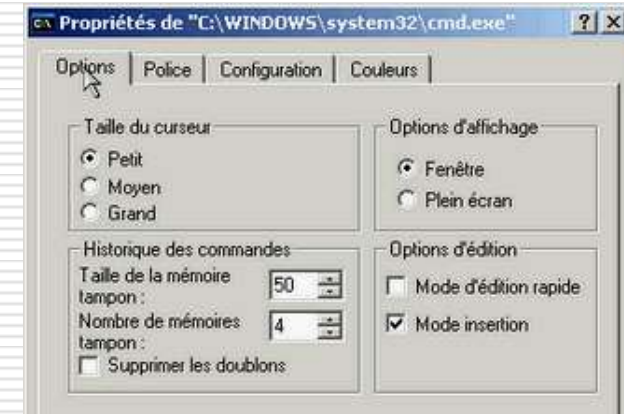 Propriétés de "C:\WINDOWS\system32\cmd.exe"
Options Police Configuration Couleurs
Taille du curseur
Petit
Moyen
Grand
Options d'affichage
Fenêtre
Plein écran
Historique des commandes
Taille de la mémoire
tampon : 50
Nombre de mémoires
tampon : 4
Supprimer les doublons
Options d'édition
Mode d'édition rapide
Mode insertion